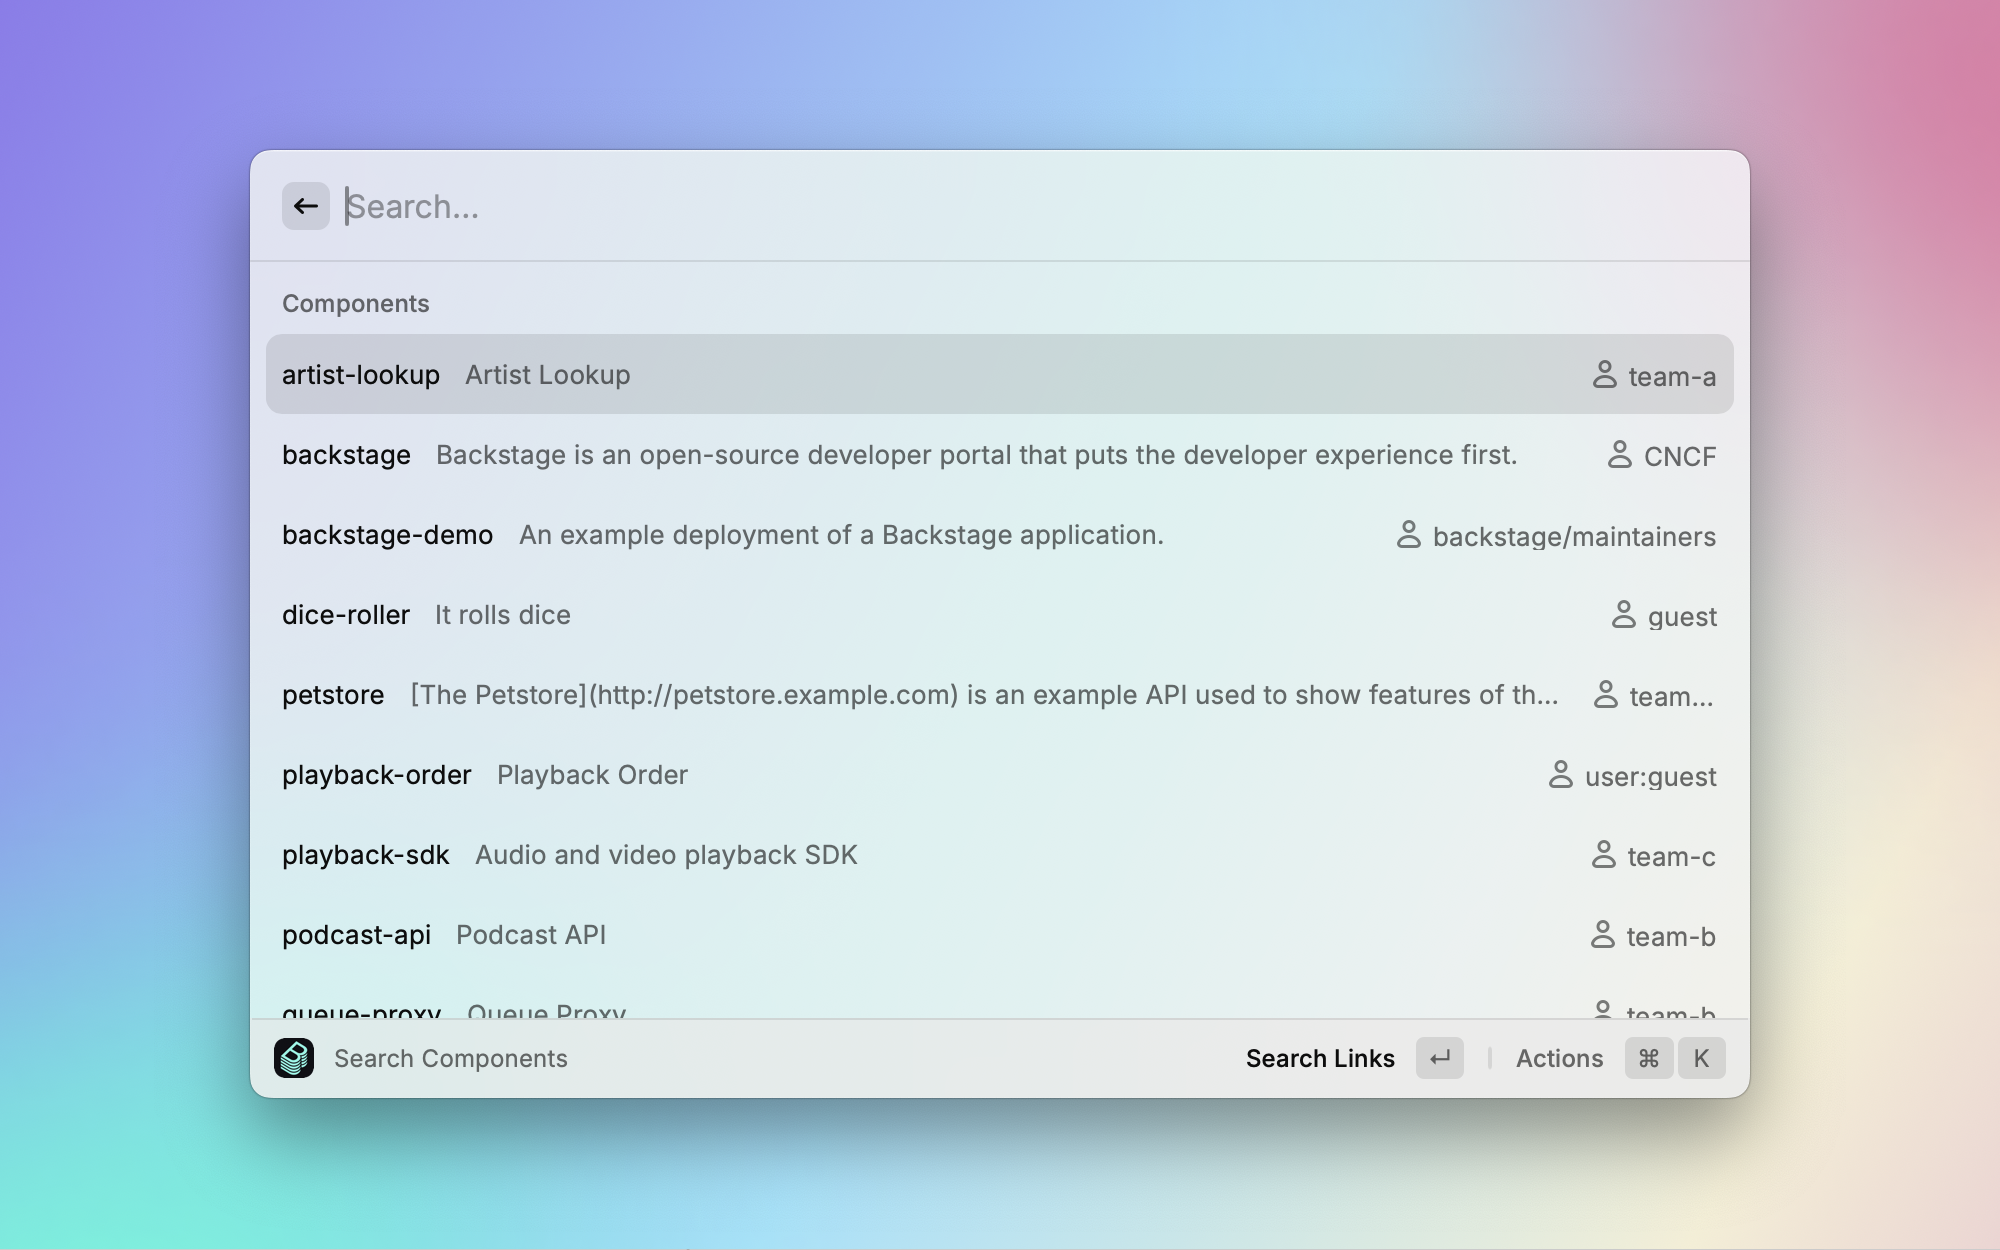 Search...
Components
artist-lookup Artist Lookup team-a
backstage Backstage is an open-source developer portal that puts the developer experience first. CNCF
backstage-demo An example deployment of a Backstage application. backstage/maintainers
dice-roller It rolls dice guest
petstore [The Petstore](http://petstore.example.com) is an example API used to show features of th... team...
playback-order Playback Order user:guest
playback-sdk Audio and video playback SDK team-c
podcast-api Podcast API team-b
queue-proxy Queue Proxy team-b
Search Components Search Links ↵ Actions ⌘ K